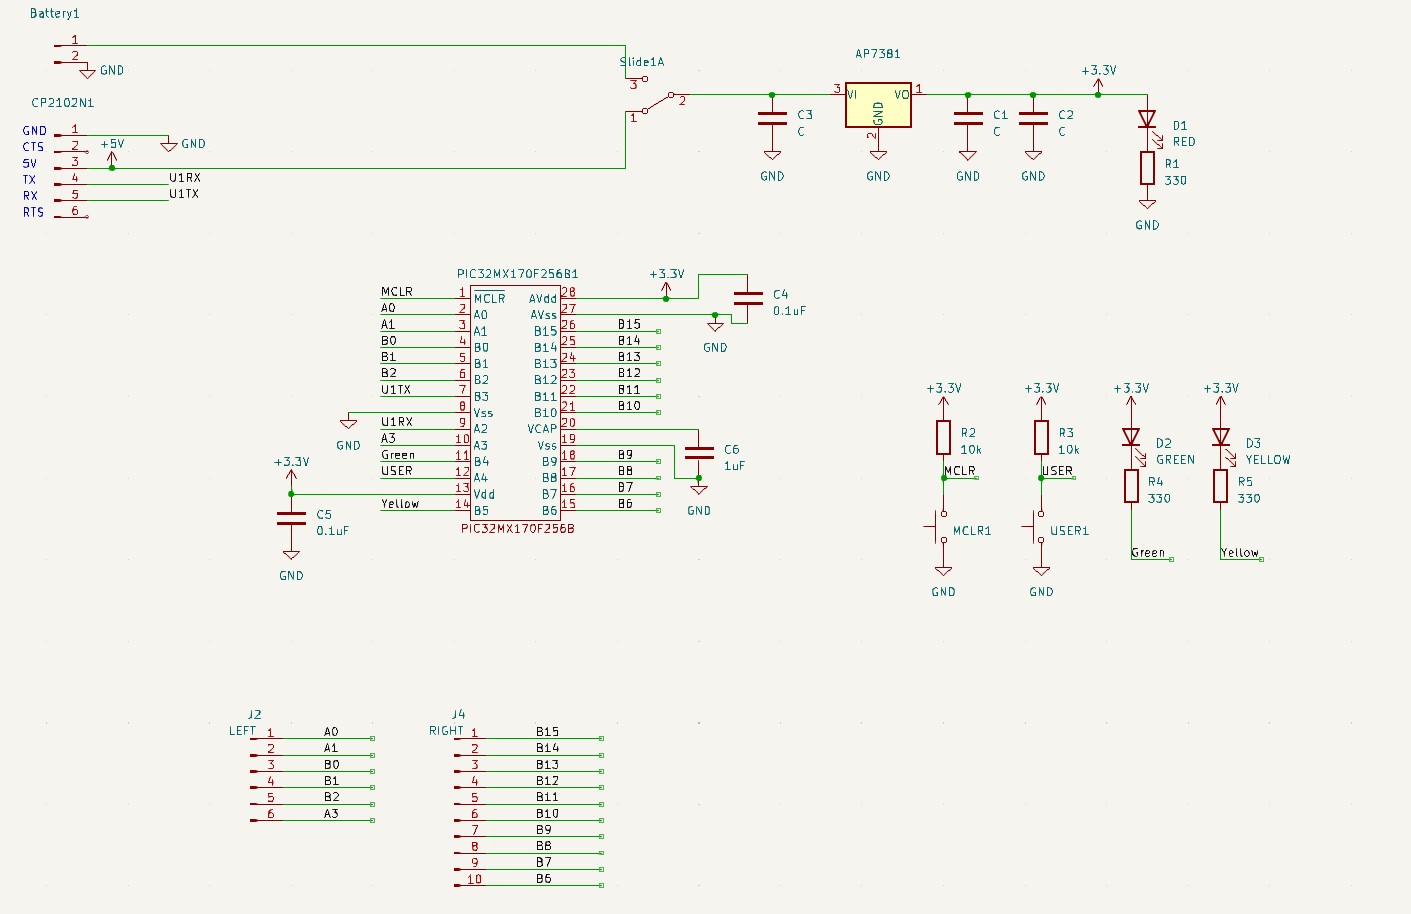 Battery1
1
2
GND
CP2102N1
GND 1
CTS 2
5V 3
TX 4
RX 5
RTS 6
GND
+5V
U1RX
U1TX
Slide1A
3
2
1
AP7381
3 VI VO 1
GND
2
C3
C
GND
GND
C1
C
GND
C2
C
GND
+3.3V
D1
RED
R1
330
GND
PIC32MX170F256B1
MCLR 1 MCLR AVdd 28
A0 2 A0 AVss 27
A1 3 A1 B15 26 B15
B0 4 B0 B14 25 B14
B1 5 B1 B13 24 B13
B2 6 B2 B12 23 B12
U1TX 7 B3 B11 22 B11
8 Vss B10 21 B10
U1RX 9 A2 VCAP 20
A3 10 A3 Vss 19
Green 11 B4 B9 18 B9
USER 12 A4 B8 17 B8
13 Vdd B7 16 B7
Yellow 14 B5 B6 15 B6
PIC32MX170F256B
GND
+3.3V
C5
0.1uF
GND
+3.3V
C4
0.1uF
GND
C6
1uF
GND
+3.3V
R2
10k
MCLR
MCLR1
GND
+3.3V
R3
10k
USER
USER1
GND
+3.3V
D2
GREEN
R4
330
Green
+3.3V
D3
YELLOW
R5
330
Yellow
J2
LEFT
1 A0
2 A1
3 B0
4 B1
5 B2
6 A3
J4
RIGHT
1 B15
2 B14
3 B13
4 B12
5 B11
6 B10
7 B9
8 B8
9 B7
10 B6